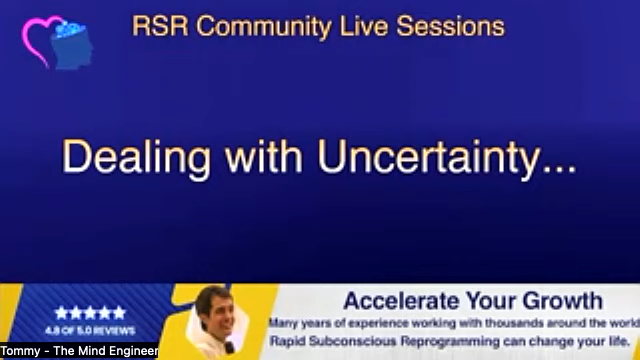 RSR Community Live Sessions
Dealing with Uncertainty...
Accelerate Your Growth
4.8 OF 5.0 REVIEWS
Many years of experience working with thousands around the world
Rapid Subconscious Reprogramming can change your life.
Tommy - The Mind Engineer